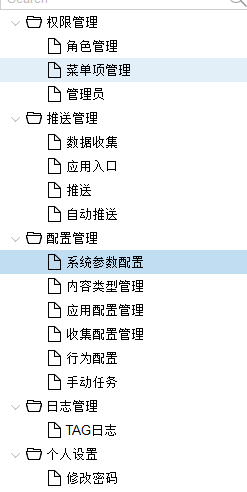 Search
权限管理
角色管理
菜单项管理
管理员
推送管理
数据收集
应用入口
推送
自动推送
配置管理
系统参数配置
内容类型管理
应用配置管理
收集配置管理
行为配置
手动任务
日志管理
TAG日志
个人设置
修改密码